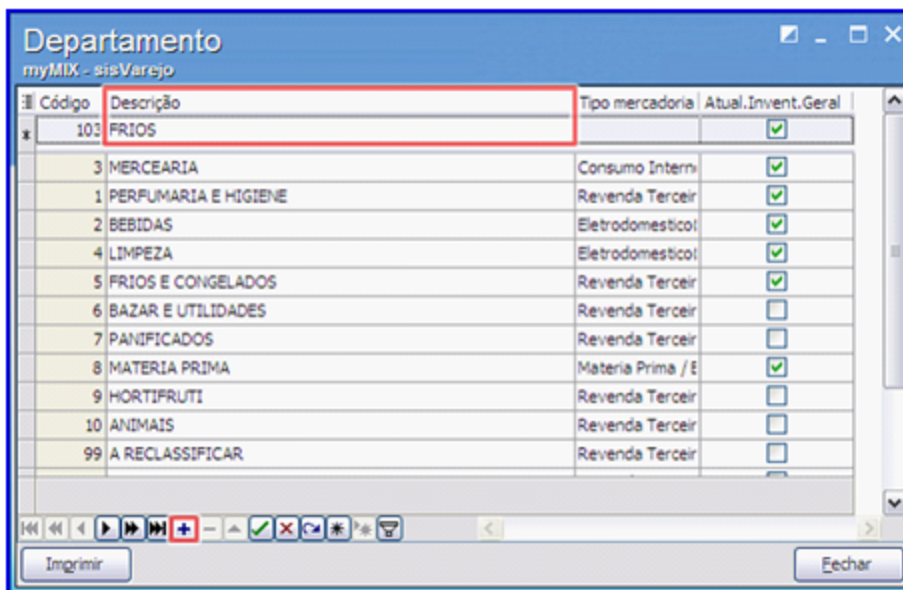 Departamento
myMIX - sisVarejo
Código Descrição Tipo mercadoria Atual.Invent.Geral
103 FRIOS
3 MERCEARIA Consumo Intern
1 PERFUMARIA E HIGIENE Revenda Terceir
2 BEBIDAS Eletrodomestico
4 LIMPEZA Eletrodomestico
5 FRIOS E CONGELADOS Revenda Terceir
6 BAZAR E UTILIDADES Revenda Terceir
7 PANIFICADOS Revenda Terceir
8 MATERIA PRIMA Materia Prima / E
9 HORTIFRUTI Revenda Terceir
10 ANIMAIS Revenda Terceir
99 A RECLASSIFICAR Revenda Terceir
Imprimir Fechar